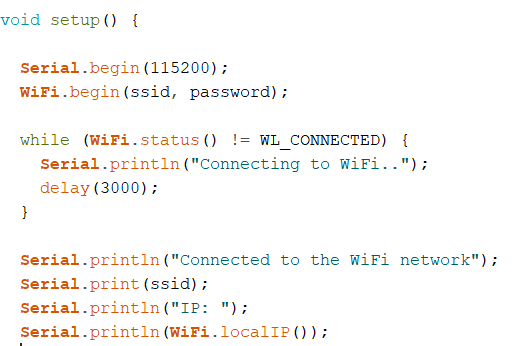 void setup() {
Serial.begin(115200);
WiFi.begin(ssid, password);
while (WiFi.status() != WL_CONNECTED) {
Serial.println("Connecting to WiFi..");
delay(3000);
}
Serial.println("Connected to the WiFi network");
Serial.print(ssid);
Serial.println("IP: ");
Serial.println(WiFi.localIP());